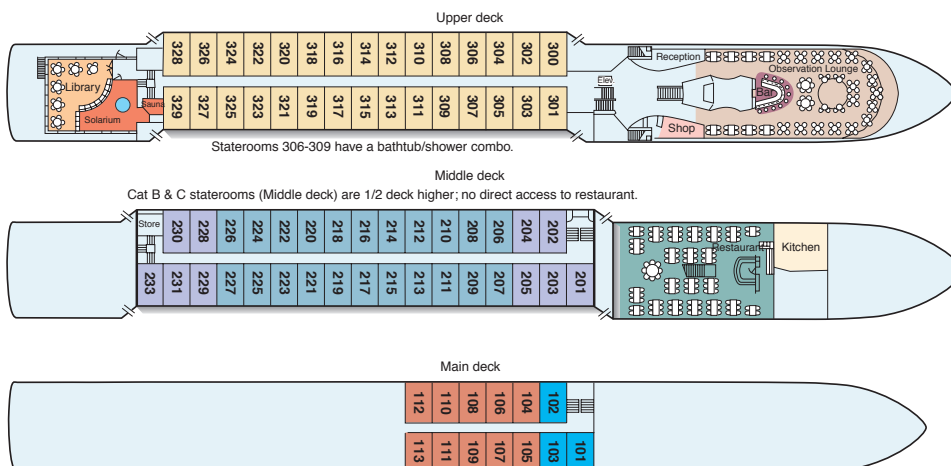 Upper deck
328 326 324 322 320 318 316 314 312 310 308 306 304 302 300
Reception
Observation Lounge
Library
Elev.
Bar
Sauna
Solarium
329 327 325 323 321 319 317 315 313 311 309 307 305 303 301
Shop
Staterooms 306-309 have a bathtub/shower combo.
Middle deck
Cat B & C staterooms (Middle deck) are 1/2 deck higher; no direct access to restaurant.
Store
230 228 226 224 222 220 218 216 214 212 210 208 206 204 202
Restaurant
Kitchen
233 231 229 227 225 223 221 219 217 215 213 211 209 207 205 203 201
Main deck
112 110 108 106 104 102
113 111 109 107 105 103 101